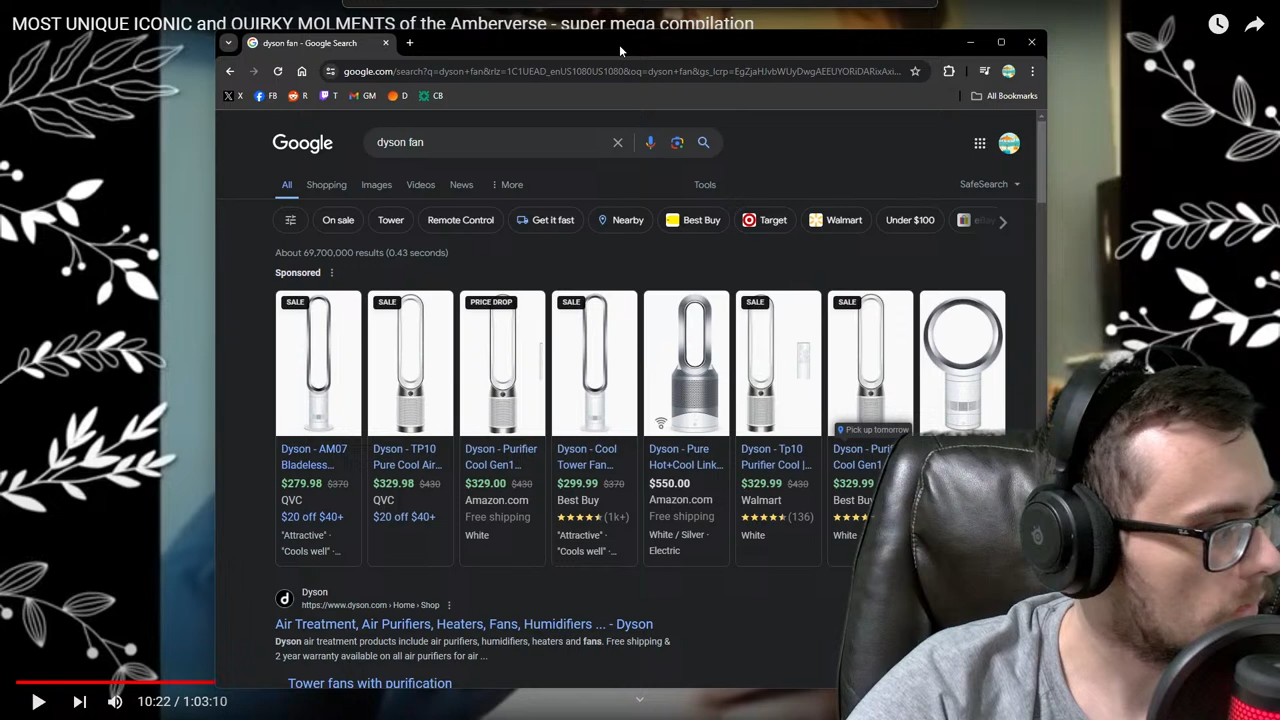 MOST UNIQUE ICONIC and QUIRKY MOLMENTS of the Amberverse - super mega compilation
dyson fan - Google Search
google.com/search?q=dyson+fan&rlz=1C1UEAD_enUS1080US1080&oq=dyson+fan&gs_lcrp=EgZjaHJvbWUyDwgAEEUYORiDARixAxi...
X FB R T GM D CB All Bookmarks
Google dyson fan
All Shopping Images Videos News More Tools SafeSearch
On sale Tower Remote Control Get it fast Nearby Best Buy Target Walmart Under $100 eBay
About 69,700,000 results (0.43 seconds)
Sponsored
SALE SALE PRICE DROP SALE SALE SALE
Pick up tomorrow
Dyson - AM07 Dyson - TP10 Dyson - Purifier Dyson - Cool Dyson - Pure Dyson - Tp10 Dyson - Purif
Bladeless... Pure Cool Air... Cool Gen1... Tower Fan... Hot+Cool Link... Purifier Cool |... Cool Gen1
$279.98 $370 $329.98 $430 $329.00 $430 $299.99 $370 $550.00 $329.99 $430 $329.99
QVC QVC Amazon.com Best Buy Amazon.com Walmart Best Buy
$20 off $40+ $20 off $40+ Free shipping (1k+) Free shipping (136)
"Attractive" · White "Attractive" · White / Silver · White White
"Cools well" · ... "Cools well" · ... Electric
Dyson
https://www.dyson.com › Home › Shop
Air Treatment, Air Purifiers, Heaters, Fans, Humidifiers ... - Dyson
Dyson air treatment products include air purifiers, humidifiers, heaters and fans. Free shipping &
2 year warranty available on all air purifiers for air ...
Tower fans with purification
10:22 / 1:03:10